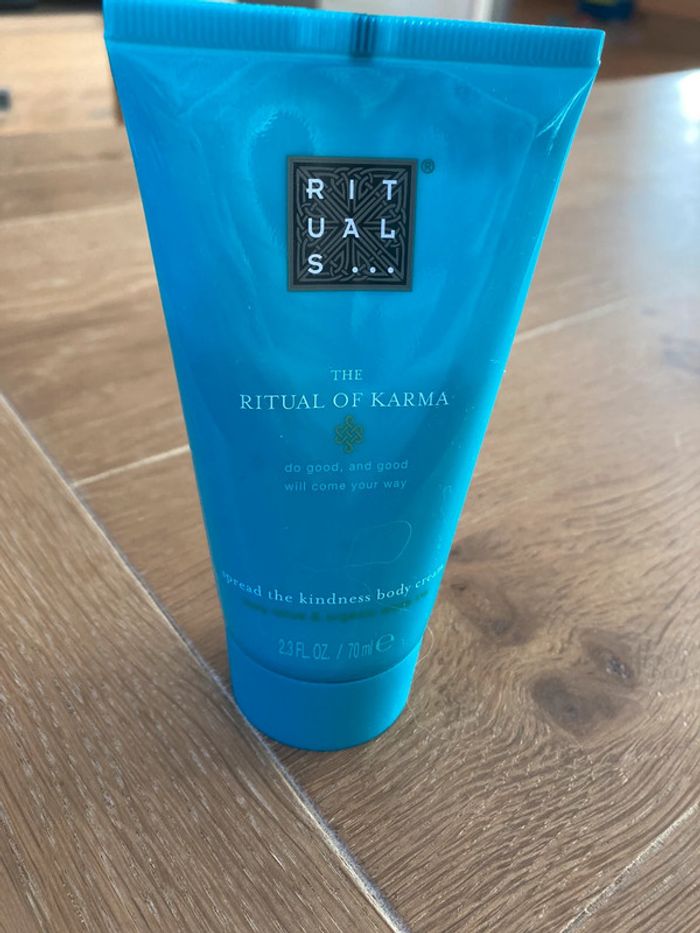 RIT
UAL
S...
®
THE
RITUAL OF KARMA
do good, and good
will come your way
spread the kindness body cream
2.3 FL. OZ. / 70 ml ℮